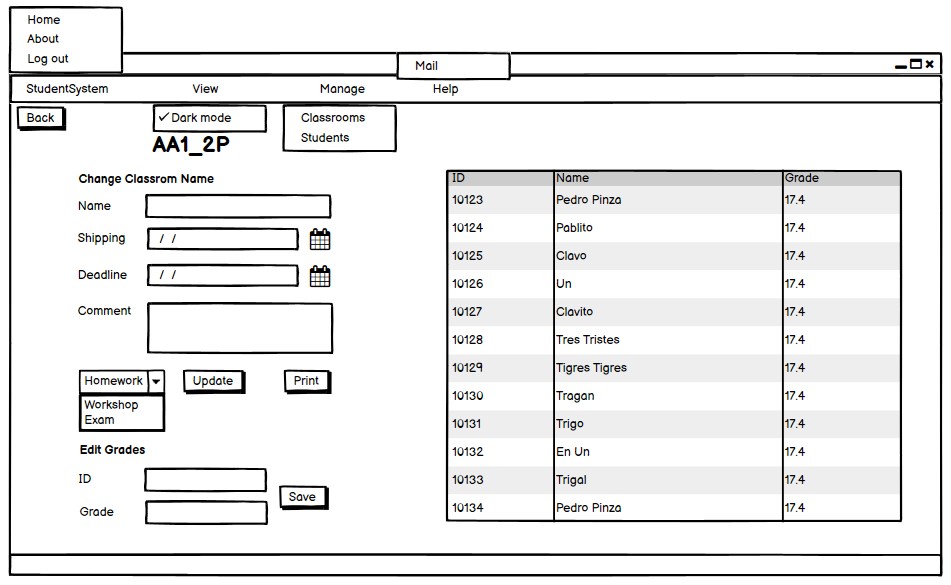 Home
About
Log out
Mail
StudentSystem View Manage Help
Back
Dark mode
Classrooms
Students
AA1_2P
Change Classrom Name
Name
Shipping / /
Deadline / /
Comment
Homework
Workshop
Exam
Update
Print
Edit Grades
ID
Grade
Save
ID Name Grade
10123 Pedro Pinza 17.4
10124 Pablito 17.4
10125 Clavo 17.4
10126 Un 17.4
10127 Clavito 17.4
10128 Tres Tristes 17.4
10129 Tigres Tigres 17.4
10130 Tragan 17.4
10131 Trigo 17.4
10132 En Un 17.4
10133 Trigal 17.4
10134 Pedro Pinza 17.4